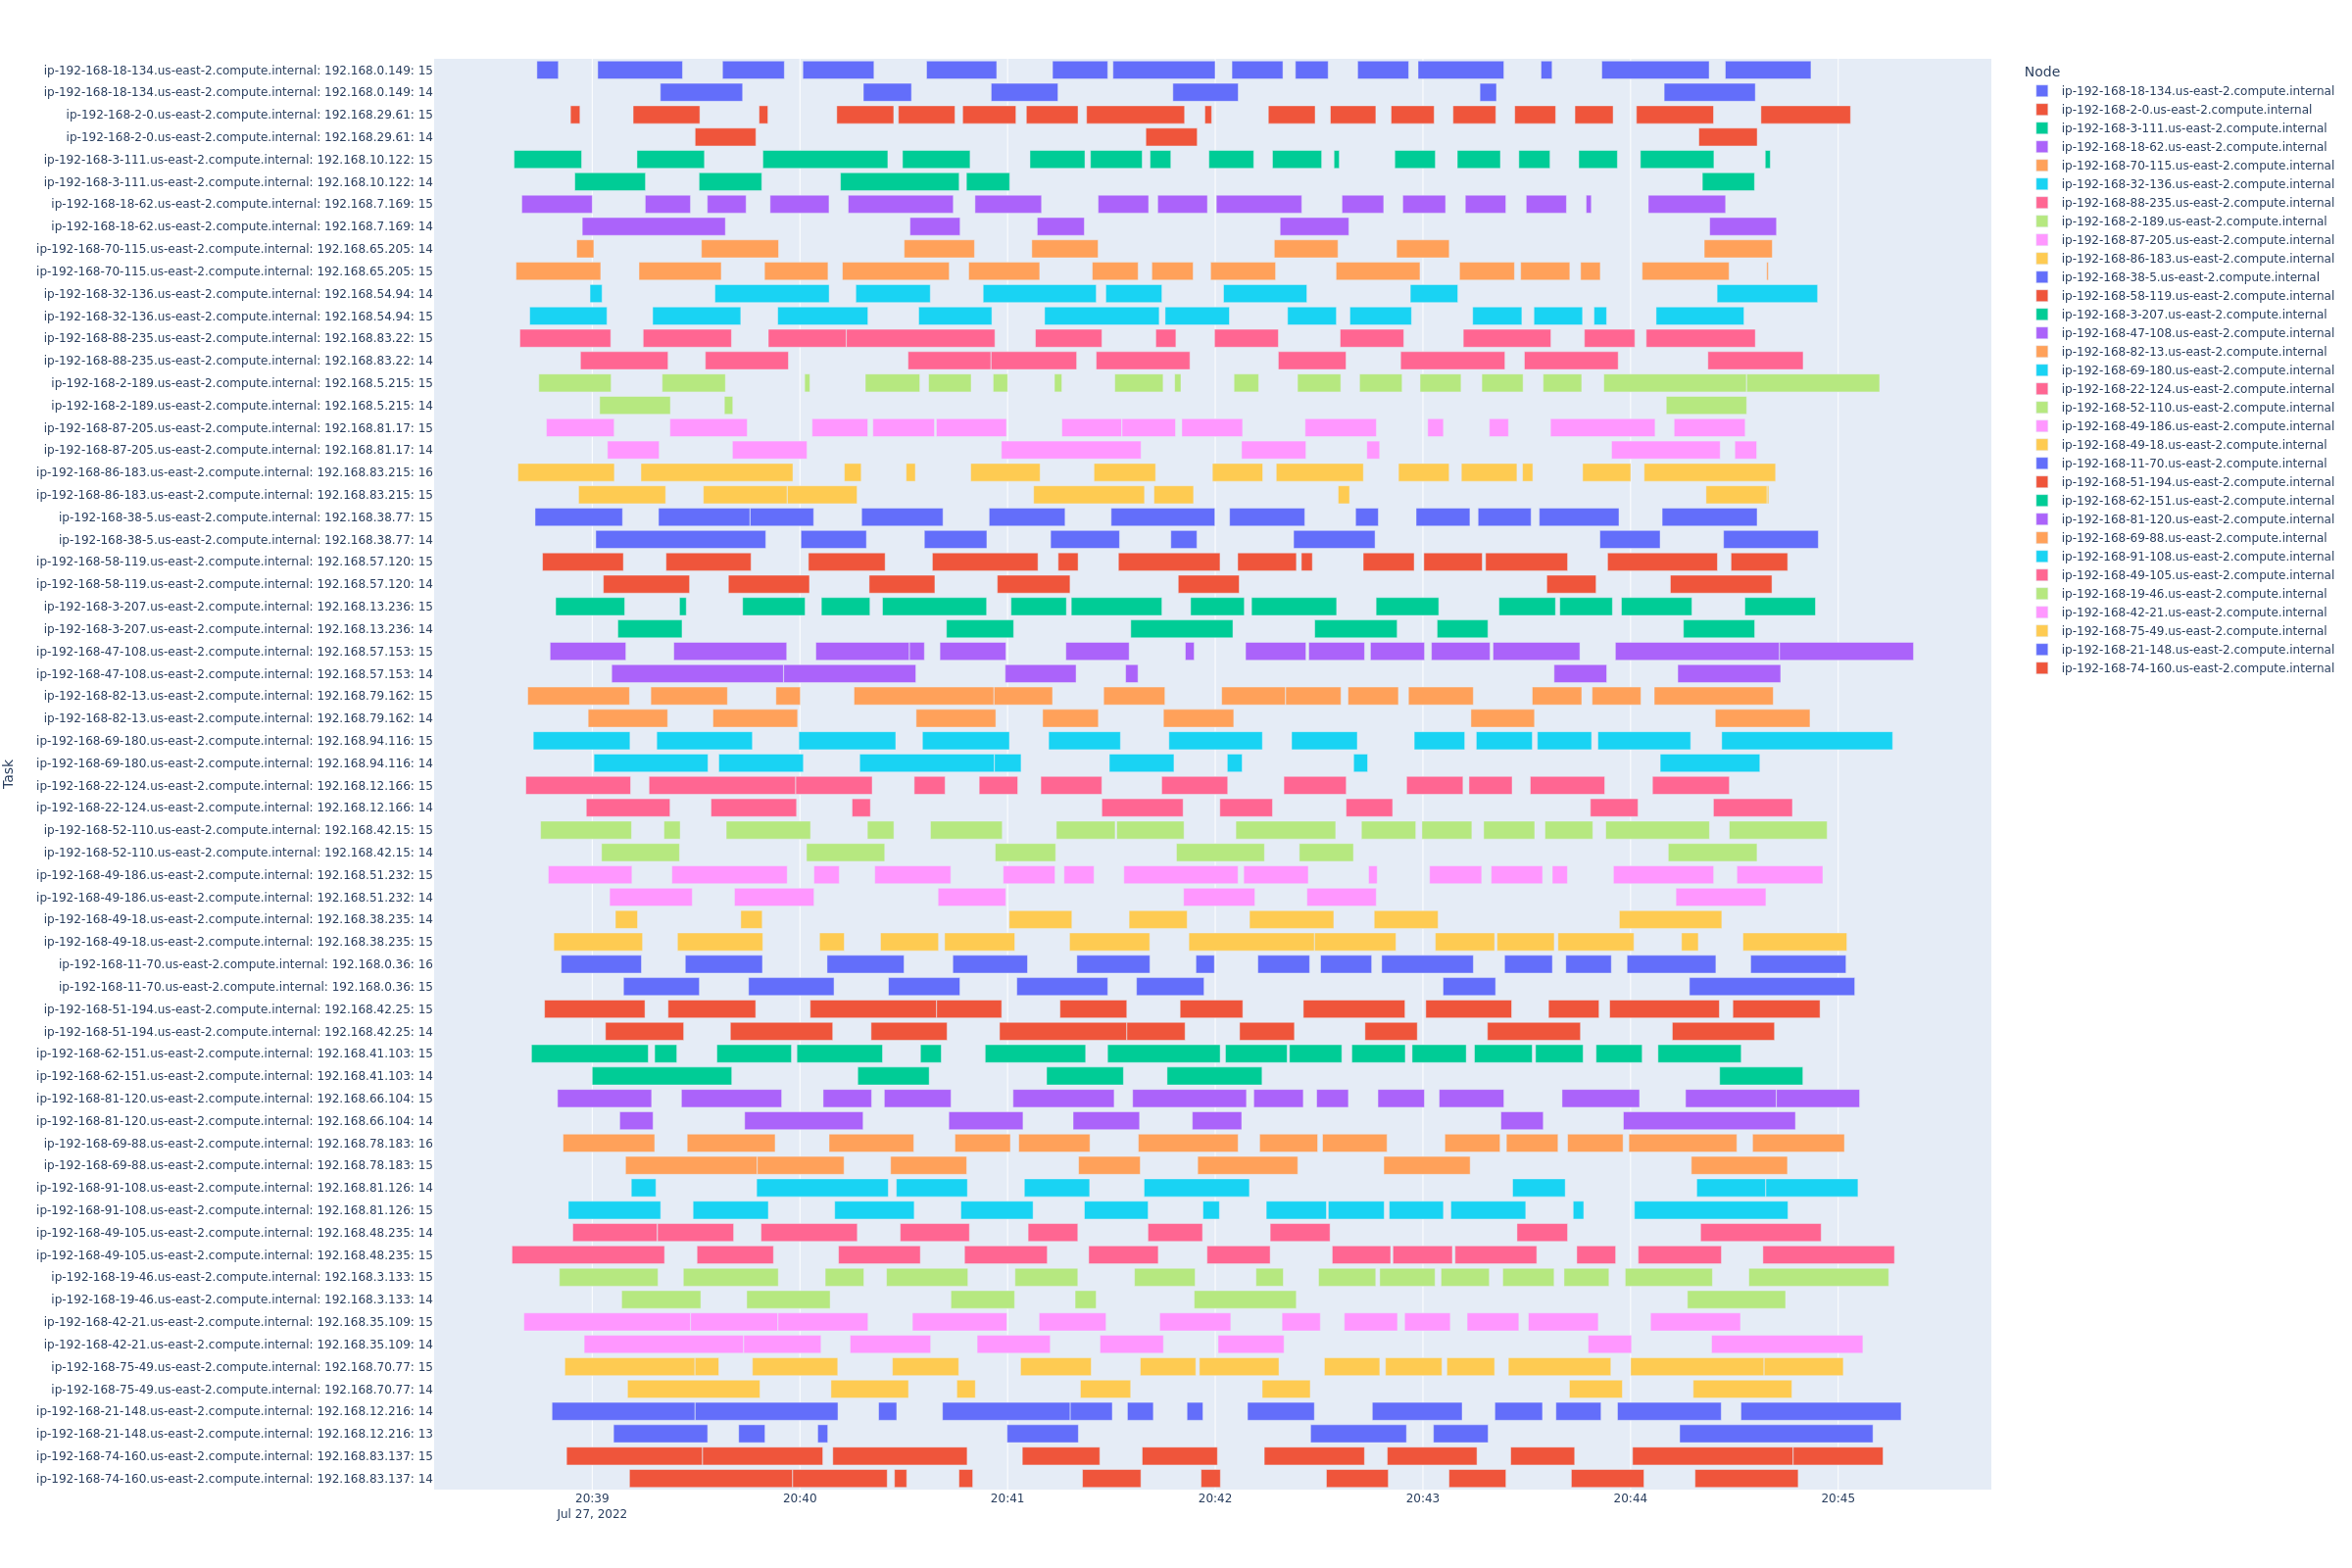 ip-192-168-18-134.us-east-2.compute.internal: 192.168.0.149: 15
ip-192-168-18-134.us-east-2.compute.internal: 192.168.0.149: 14
ip-192-168-2-0.us-east-2.compute.internal: 192.168.29.61: 15
ip-192-168-2-0.us-east-2.compute.internal: 192.168.29.61: 14
ip-192-168-3-111.us-east-2.compute.internal: 192.168.10.122: 15
ip-192-168-3-111.us-east-2.compute.internal: 192.168.10.122: 14
ip-192-168-18-62.us-east-2.compute.internal: 192.168.7.169: 15
ip-192-168-18-62.us-east-2.compute.internal: 192.168.7.169: 14
ip-192-168-70-115.us-east-2.compute.internal: 192.168.65.205: 14
ip-192-168-70-115.us-east-2.compute.internal: 192.168.65.205: 15
ip-192-168-32-136.us-east-2.compute.internal: 192.168.54.94: 14
ip-192-168-32-136.us-east-2.compute.internal: 192.168.54.94: 15
ip-192-168-88-235.us-east-2.compute.internal: 192.168.83.22: 15
ip-192-168-88-235.us-east-2.compute.internal: 192.168.83.22: 14
ip-192-168-2-189.us-east-2.compute.internal: 192.168.5.215: 15
ip-192-168-2-189.us-east-2.compute.internal: 192.168.5.215: 14
ip-192-168-87-205.us-east-2.compute.internal: 192.168.81.17: 15
ip-192-168-87-205.us-east-2.compute.internal: 192.168.81.17: 14
ip-192-168-86-183.us-east-2.compute.internal: 192.168.83.215: 16
ip-192-168-86-183.us-east-2.compute.internal: 192.168.83.215: 15
ip-192-168-38-5.us-east-2.compute.internal: 192.168.38.77: 15
ip-192-168-38-5.us-east-2.compute.internal: 192.168.38.77: 14
ip-192-168-58-119.us-east-2.compute.internal: 192.168.57.120: 15
ip-192-168-58-119.us-east-2.compute.internal: 192.168.57.120: 14
ip-192-168-3-207.us-east-2.compute.internal: 192.168.13.236: 15
ip-192-168-3-207.us-east-2.compute.internal: 192.168.13.236: 14
ip-192-168-47-108.us-east-2.compute.internal: 192.168.57.153: 15
ip-192-168-47-108.us-east-2.compute.internal: 192.168.57.153: 14
ip-192-168-82-13.us-east-2.compute.internal: 192.168.79.162: 15
ip-192-168-82-13.us-east-2.compute.internal: 192.168.79.162: 14
ip-192-168-69-180.us-east-2.compute.internal: 192.168.94.116: 15
ip-192-168-69-180.us-east-2.compute.internal: 192.168.94.116: 14
ip-192-168-22-124.us-east-2.compute.internal: 192.168.12.166: 15
ip-192-168-22-124.us-east-2.compute.internal: 192.168.12.166: 14
ip-192-168-52-110.us-east-2.compute.internal: 192.168.42.15: 15
ip-192-168-52-110.us-east-2.compute.internal: 192.168.42.15: 14
ip-192-168-49-186.us-east-2.compute.internal: 192.168.51.232: 15
ip-192-168-49-186.us-east-2.compute.internal: 192.168.51.232: 14
ip-192-168-49-18.us-east-2.compute.internal: 192.168.38.235: 14
ip-192-168-49-18.us-east-2.compute.internal: 192.168.38.235: 15
ip-192-168-11-70.us-east-2.compute.internal: 192.168.0.36: 16
ip-192-168-11-70.us-east-2.compute.internal: 192.168.0.36: 15
ip-192-168-51-194.us-east-2.compute.internal: 192.168.42.25: 15
ip-192-168-51-194.us-east-2.compute.internal: 192.168.42.25: 14
ip-192-168-62-151.us-east-2.compute.internal: 192.168.41.103: 15
ip-192-168-62-151.us-east-2.compute.internal: 192.168.41.103: 14
ip-192-168-81-120.us-east-2.compute.internal: 192.168.66.104: 15
ip-192-168-81-120.us-east-2.compute.internal: 192.168.66.104: 14
ip-192-168-69-88.us-east-2.compute.internal: 192.168.78.183: 16
ip-192-168-69-88.us-east-2.compute.internal: 192.168.78.183: 15
ip-192-168-91-108.us-east-2.compute.internal: 192.168.81.126: 14
ip-192-168-91-108.us-east-2.compute.internal: 192.168.81.126: 15
ip-192-168-49-105.us-east-2.compute.internal: 192.168.48.235: 14
ip-192-168-49-105.us-east-2.compute.internal: 192.168.48.235: 15
ip-192-168-19-46.us-east-2.compute.internal: 192.168.3.133: 15
ip-192-168-19-46.us-east-2.compute.internal: 192.168.3.133: 14
ip-192-168-42-21.us-east-2.compute.internal: 192.168.35.109: 15
ip-192-168-42-21.us-east-2.compute.internal: 192.168.35.109: 14
ip-192-168-75-49.us-east-2.compute.internal: 192.168.70.77: 15
ip-192-168-75-49.us-east-2.compute.internal: 192.168.70.77: 14
ip-192-168-21-148.us-east-2.compute.internal: 192.168.12.216: 14
ip-192-168-21-148.us-east-2.compute.internal: 192.168.12.216: 13
ip-192-168-74-160.us-east-2.compute.internal: 192.168.83.137: 15
ip-192-168-74-160.us-east-2.compute.internal: 192.168.83.137: 14
Task
20:39 20:40 20:41 20:42 20:43 20:44 20:45
Jul 27, 2022
Node
ip-192-168-18-134.us-east-2.compute.internal
ip-192-168-2-0.us-east-2.compute.internal
ip-192-168-3-111.us-east-2.compute.internal
ip-192-168-18-62.us-east-2.compute.internal
ip-192-168-70-115.us-east-2.compute.internal
ip-192-168-32-136.us-east-2.compute.internal
ip-192-168-88-235.us-east-2.compute.internal
ip-192-168-2-189.us-east-2.compute.internal
ip-192-168-87-205.us-east-2.compute.internal
ip-192-168-86-183.us-east-2.compute.internal
ip-192-168-38-5.us-east-2.compute.internal
ip-192-168-58-119.us-east-2.compute.internal
ip-192-168-3-207.us-east-2.compute.internal
ip-192-168-47-108.us-east-2.compute.internal
ip-192-168-82-13.us-east-2.compute.internal
ip-192-168-69-180.us-east-2.compute.internal
ip-192-168-22-124.us-east-2.compute.internal
ip-192-168-52-110.us-east-2.compute.internal
ip-192-168-49-186.us-east-2.compute.internal
ip-192-168-49-18.us-east-2.compute.internal
ip-192-168-11-70.us-east-2.compute.internal
ip-192-168-51-194.us-east-2.compute.internal
ip-192-168-62-151.us-east-2.compute.internal
ip-192-168-81-120.us-east-2.compute.internal
ip-192-168-69-88.us-east-2.compute.internal
ip-192-168-91-108.us-east-2.compute.internal
ip-192-168-49-105.us-east-2.compute.internal
ip-192-168-19-46.us-east-2.compute.internal
ip-192-168-42-21.us-east-2.compute.internal
ip-192-168-75-49.us-east-2.compute.internal
ip-192-168-21-148.us-east-2.compute.internal
ip-192-168-74-160.us-east-2.compute.internal